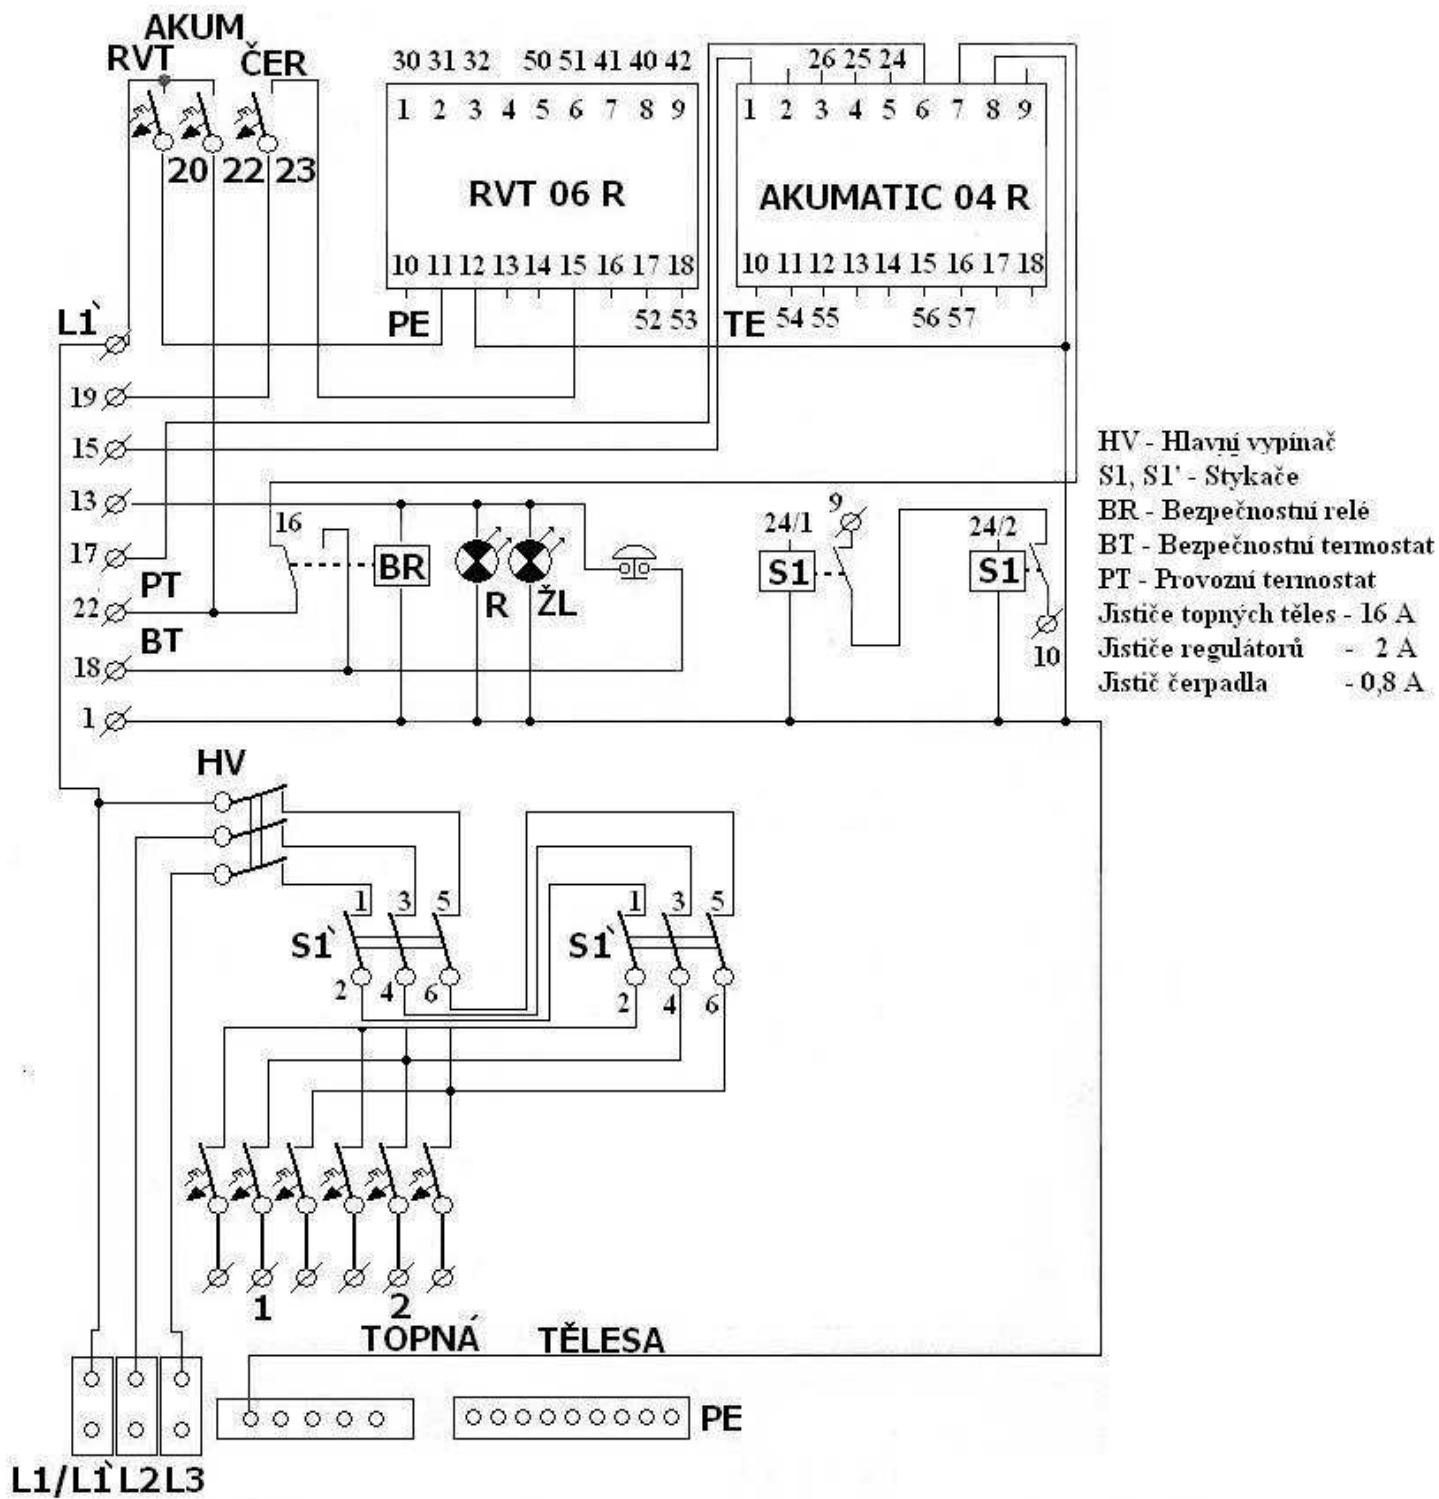 AKUM
RVT ČER
30 31 32 50 51 41 40 42
26 25 24
1 2 3 4 5 6 7 8 9
1 2 3 4 5 6 7 8 9
20 22 23
RVT 06 R
AKUMATIC 04 R
10 11 12 13 14 15 16 17 18
10 11 12 13 14 15 16 17 18
L1`
PE
52 53
TE
54 55 56 57
19
15
13
17
22
18
1
PT
BT
16
BR
R ŽL
24/1
9
S1
24/2
S1
10
HV - Hlavní vypínač
S1, S1' - Stykače
BR - Bezpečnostní relé
BT - Bezpečnostní termostat
PT - Provozní termostat
Jističe topných těles - 16 A
Jističe regulátorů - 2 A
Jistič čerpadla - 0,8 A
HV
1 3 5
S1`
2 4 6
1 3 5
S1`
2 4 6
1 2
TOPNÁ TĚLESA
PE
L1/L1` L2 L3